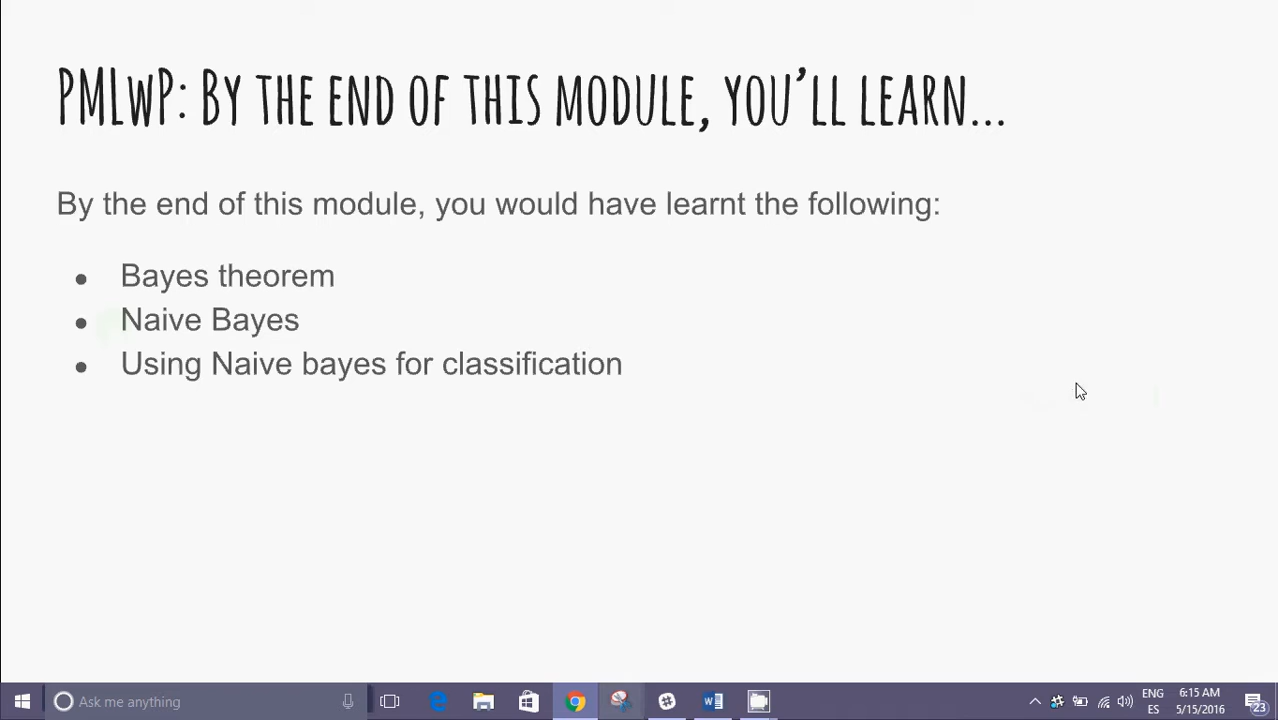 PMLwP: By the end of this module, you'll learn...
By the end of this module, you would have learnt the following:
● Bayes theorem
● Naive Bayes
● Using Naive bayes for classification
Ask me anything
ENG
ES
6:15 AM
5/15/2016
23